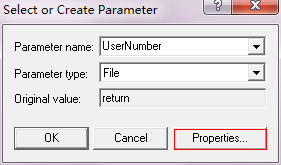 Select or Create Parameter
Parameter name: UserNumber
Parameter type: File
Original value: return
OK Cancel Properties...